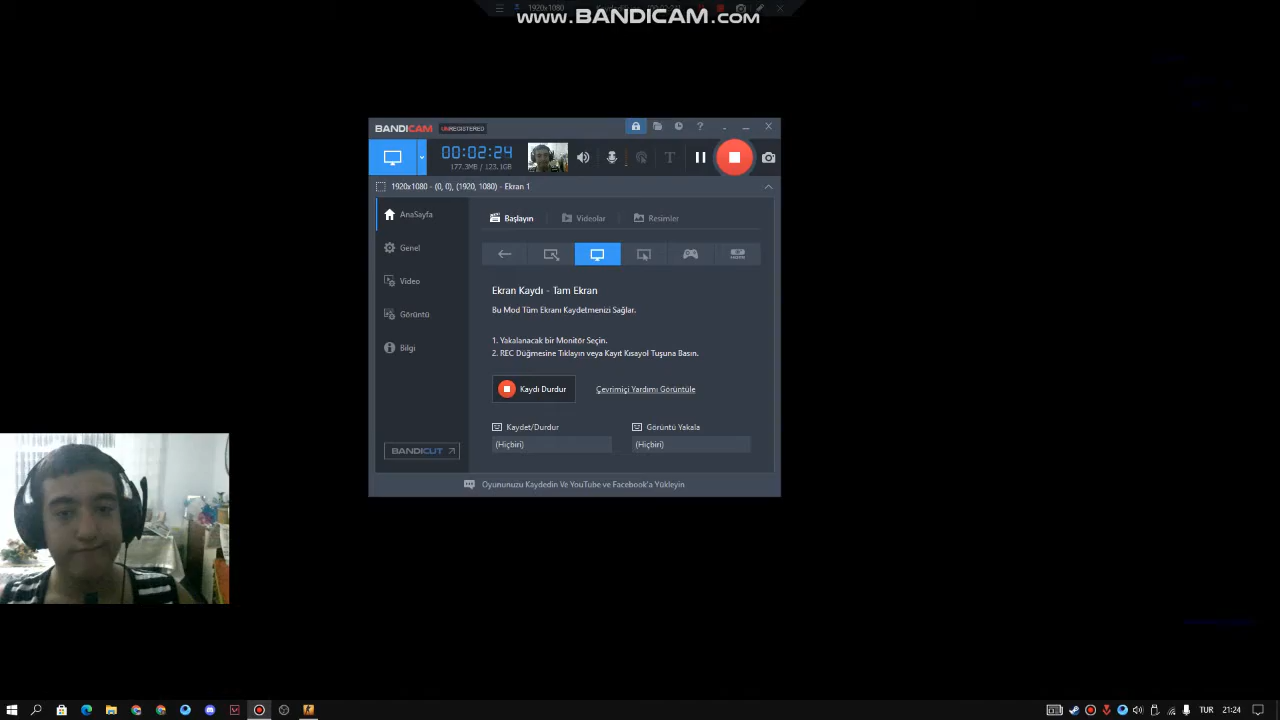 1920x1080
www.BANDICAM.com
BANDICAM UNREGISTERED
00:02:24
177.3MB / 123.1GB
1920x1080 - (0, 0), (1920, 1080) - Ekran 1
AnaSayfa
Genel
Video
Görüntü
Bilgi
BANDICUT
Başlayın
Videolar
Resimler
HDMI
Ekran Kaydı - Tam Ekran
Bu Mod Tüm Ekranı Kaydetmenizi Sağlar.
1. Yakalanacak bir Monitör Seçin.
2. REC Düğmesine Tıklayın veya Kayıt Kısayol Tuşuna Basın.
Kaydı Durdur
Çevrimiçi Yardımı Görüntüle
Kaydet/Durdur
Görüntü Yakala
(Hiçbiri)
(Hiçbiri)
Oyununuzu Kaydedin Ve YouTube ve Facebook'a Yükleyin
TUR
21:24